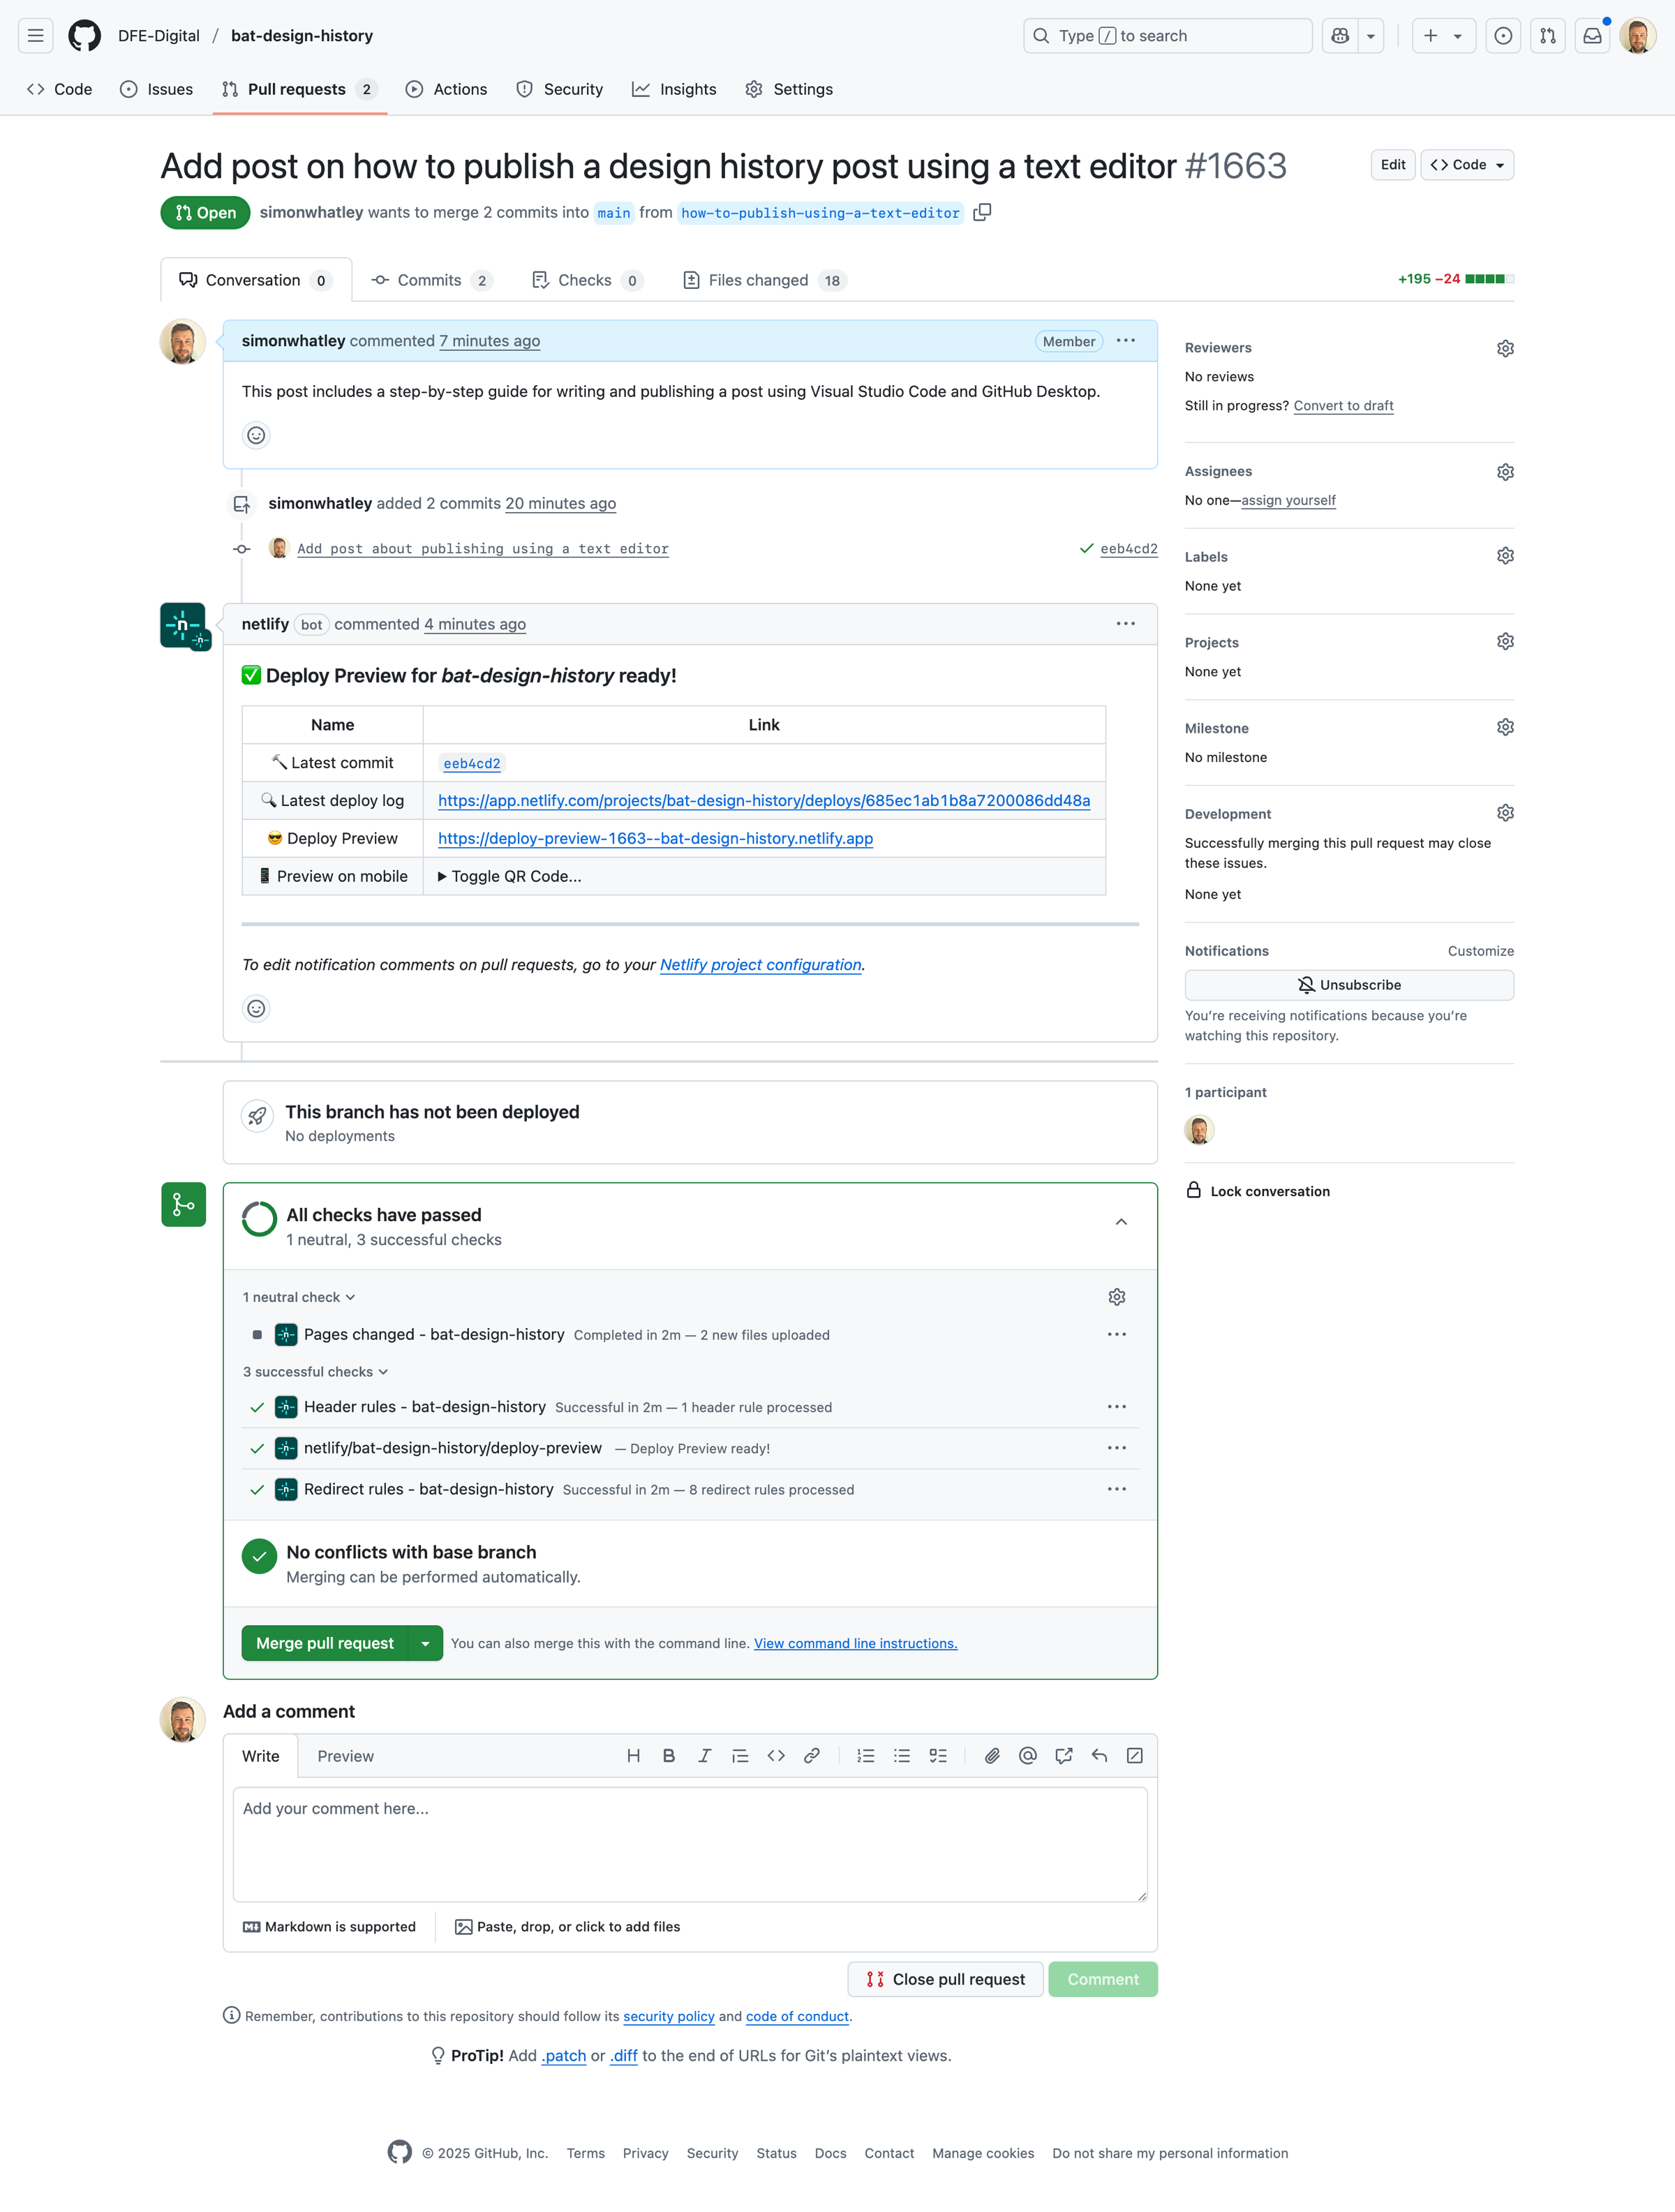 DFE-Digital / bat-design-history
Type / to search
Code
Issues
Pull requests 2
Actions
Security
Insights
Settings
Add post on how to publish a design history post using a text editor #1663
Edit
Code
Open
simonwhatley wants to merge 2 commits into main from how-to-publish-using-a-text-editor
Conversation 0
Commits 2
Checks 0
Files changed 18
+195 −24
simonwhatley commented 7 minutes ago
Member
This post includes a step-by-step guide for writing and publishing a post using Visual Studio Code and GitHub Desktop.
simonwhatley added 2 commits 20 minutes ago
Add post about publishing using a text editor
eeb4cd2
netlify bot commented 4 minutes ago
Deploy Preview for bat-design-history ready!
Name Link
Latest commit eeb4cd2
Latest deploy log https://app.netlify.com/projects/bat-design-history/deploys/685ec1ab1b8a7200086dd48a
Deploy Preview https://deploy-preview-1663--bat-design-history.netlify.app
Preview on mobile Toggle QR Code...
To edit notification comments on pull requests, go to your Netlify project configuration.
This branch has not been deployed
No deployments
All checks have passed
1 neutral, 3 successful checks
1 neutral check
Pages changed - bat-design-history Completed in 2m — 2 new files uploaded
3 successful checks
Header rules - bat-design-history Successful in 2m — 1 header rule processed
netlify/bat-design-history/deploy-preview — Deploy Preview ready!
Redirect rules - bat-design-history Successful in 2m — 8 redirect rules processed
No conflicts with base branch
Merging can be performed automatically.
Merge pull request
You can also merge this with the command line. View command line instructions.
Add a comment
Write
Preview
Add your comment here...
Markdown is supported
Paste, drop, or click to add files
Close pull request
Comment
Remember, contributions to this repository should follow its security policy and code of conduct.
ProTip! Add .patch or .diff to the end of URLs for Git’s plaintext views.
Reviewers
No reviews
Still in progress? Convert to draft
Assignees
No one—assign yourself
Labels
None yet
Projects
None yet
Milestone
No milestone
Development
Successfully merging this pull request may close
these issues.
None yet
Notifications
Customize
Unsubscribe
You’re receiving notifications because you’re
watching this repository.
1 participant
Lock conversation
© 2025 GitHub, Inc.
Terms
Privacy
Security
Status
Docs
Contact
Manage cookies
Do not share my personal information